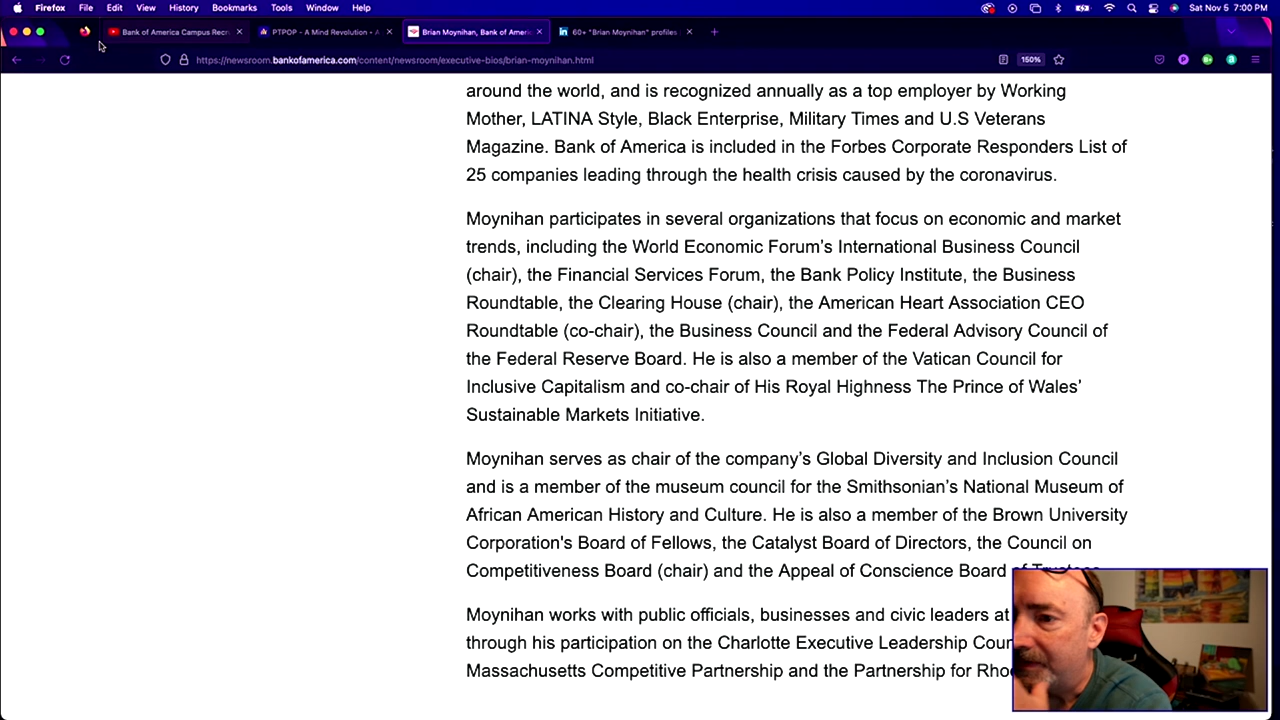 Firefox File Edit View History Bookmarks Tools Window Help Sat Nov 5 7:00 PM
Bank of America Campus Recr PTPOP - A Mind Revolution - A Brian Moynihan, Bank of Ameri 60+ "Brian Moynihan" profiles
https://newsroom.bankofamerica.com/content/newsroom/executive-bios/brian-moynihan.html 150%
around the world, and is recognized annually as a top employer by Working
Mother, LATINA Style, Black Enterprise, Military Times and U.S Veterans
Magazine. Bank of America is included in the Forbes Corporate Responders List of
25 companies leading through the health crisis caused by the coronavirus.
Moynihan participates in several organizations that focus on economic and market
trends, including the World Economic Forum's International Business Council
(chair), the Financial Services Forum, the Bank Policy Institute, the Business
Roundtable, the Clearing House (chair), the American Heart Association CEO
Roundtable (co-chair), the Business Council and the Federal Advisory Council of
the Federal Reserve Board. He is also a member of the Vatican Council for
Inclusive Capitalism and co-chair of His Royal Highness The Prince of Wales'
Sustainable Markets Initiative.
Moynihan serves as chair of the company's Global Diversity and Inclusion Council
and is a member of the museum council for the Smithsonian's National Museum of
African American History and Culture. He is also a member of the Brown University
Corporation's Board of Fellows, the Catalyst Board of Directors, the Council on
Competitiveness Board (chair) and the Appeal of Conscience Board of Trustees.
Moynihan works with public officials, businesses and civic leaders at
through his participation on the Charlotte Executive Leadership Cou
Massachusetts Competitive Partnership and the Partnership for Rho